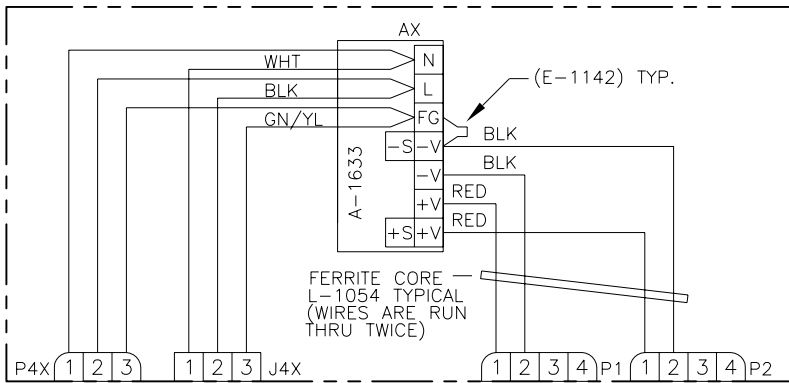 AX
WHT
N
(E-1142) TYP.
BLK
L
GN/YL
FG
BLK
-S -V
BLK
-V
A-1633
RED
+V
RED
+S +V
FERRITE CORE
L-1054 TYPICAL
(WIRES ARE RUN
THRU TWICE)
P4X 1 2 3
1 2 3 J4X
1 2 3 4 P1
1 2 3 4 P2